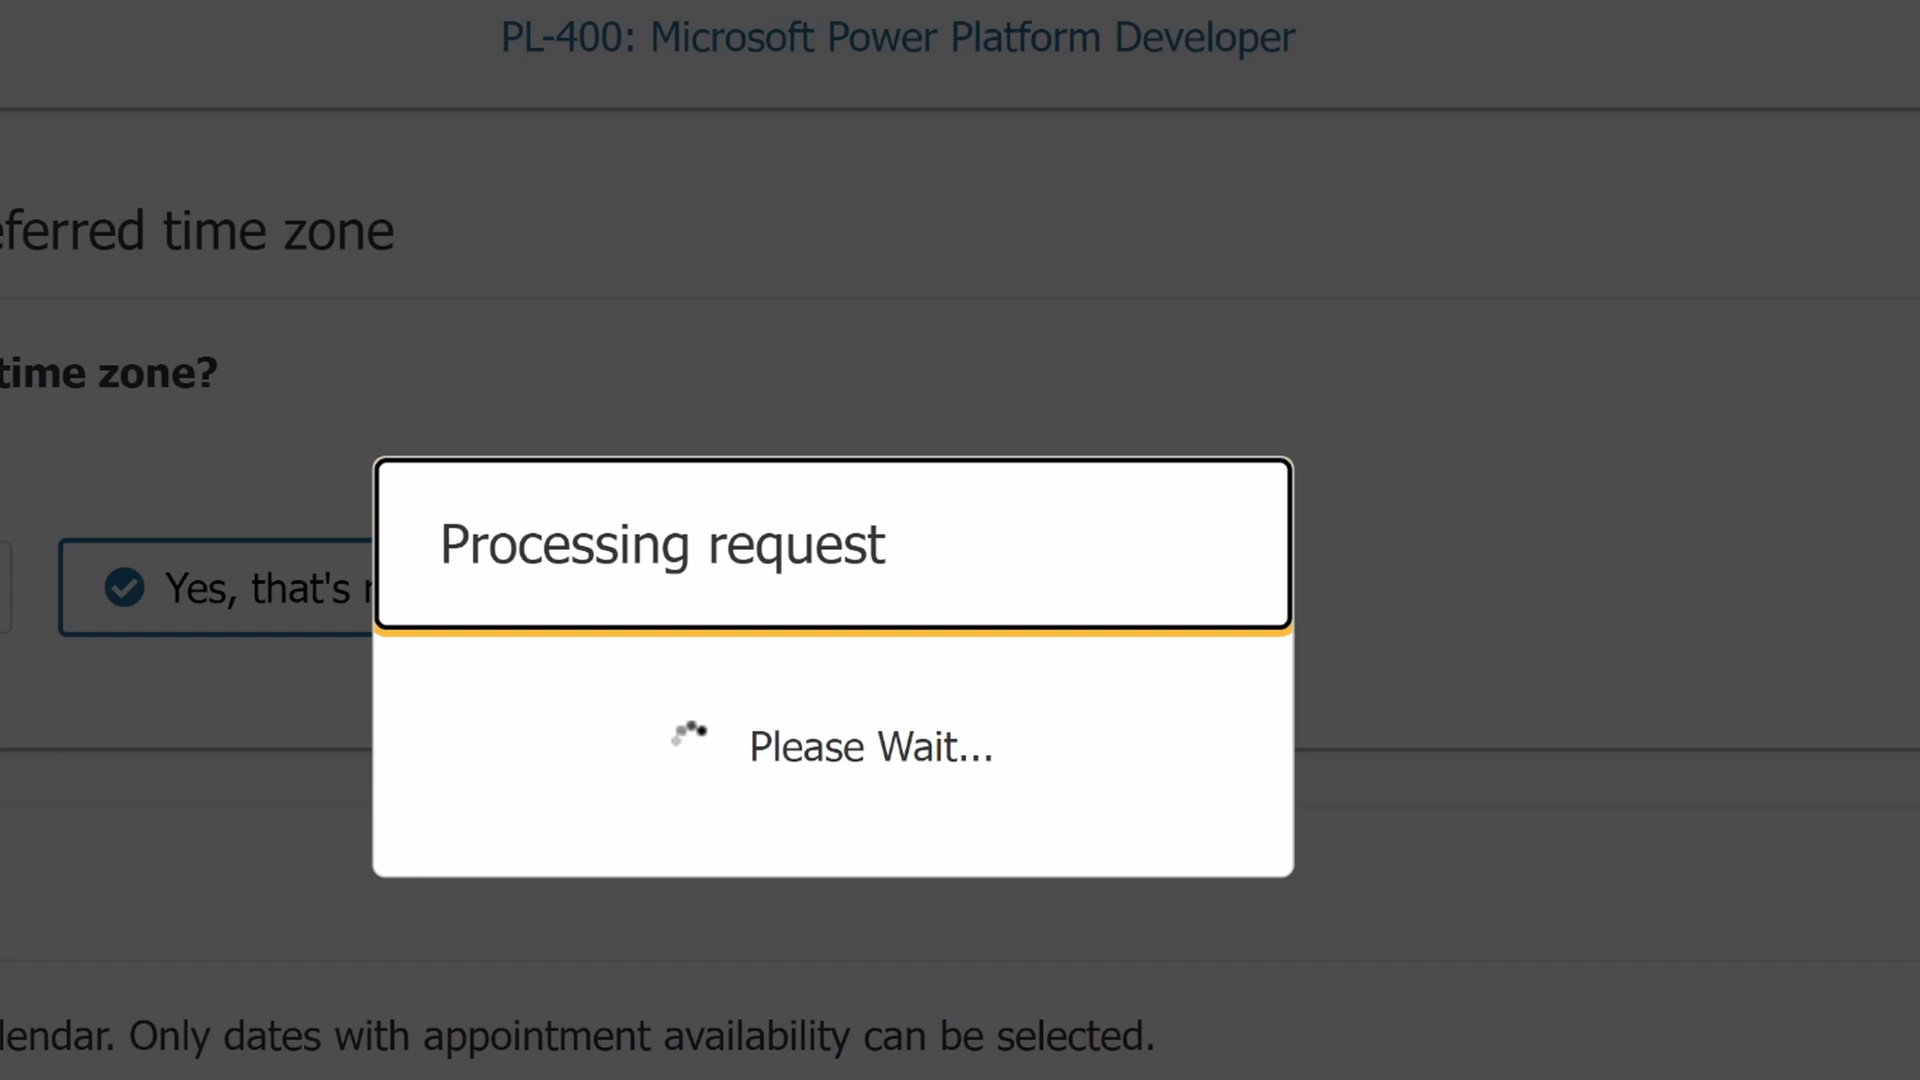 PL-400: Microsoft Power Platform Developer
eferred time zone
time zone?
Yes, that's
Processing request
Please Wait...
lendar. Only dates with appointment availability can be selected.